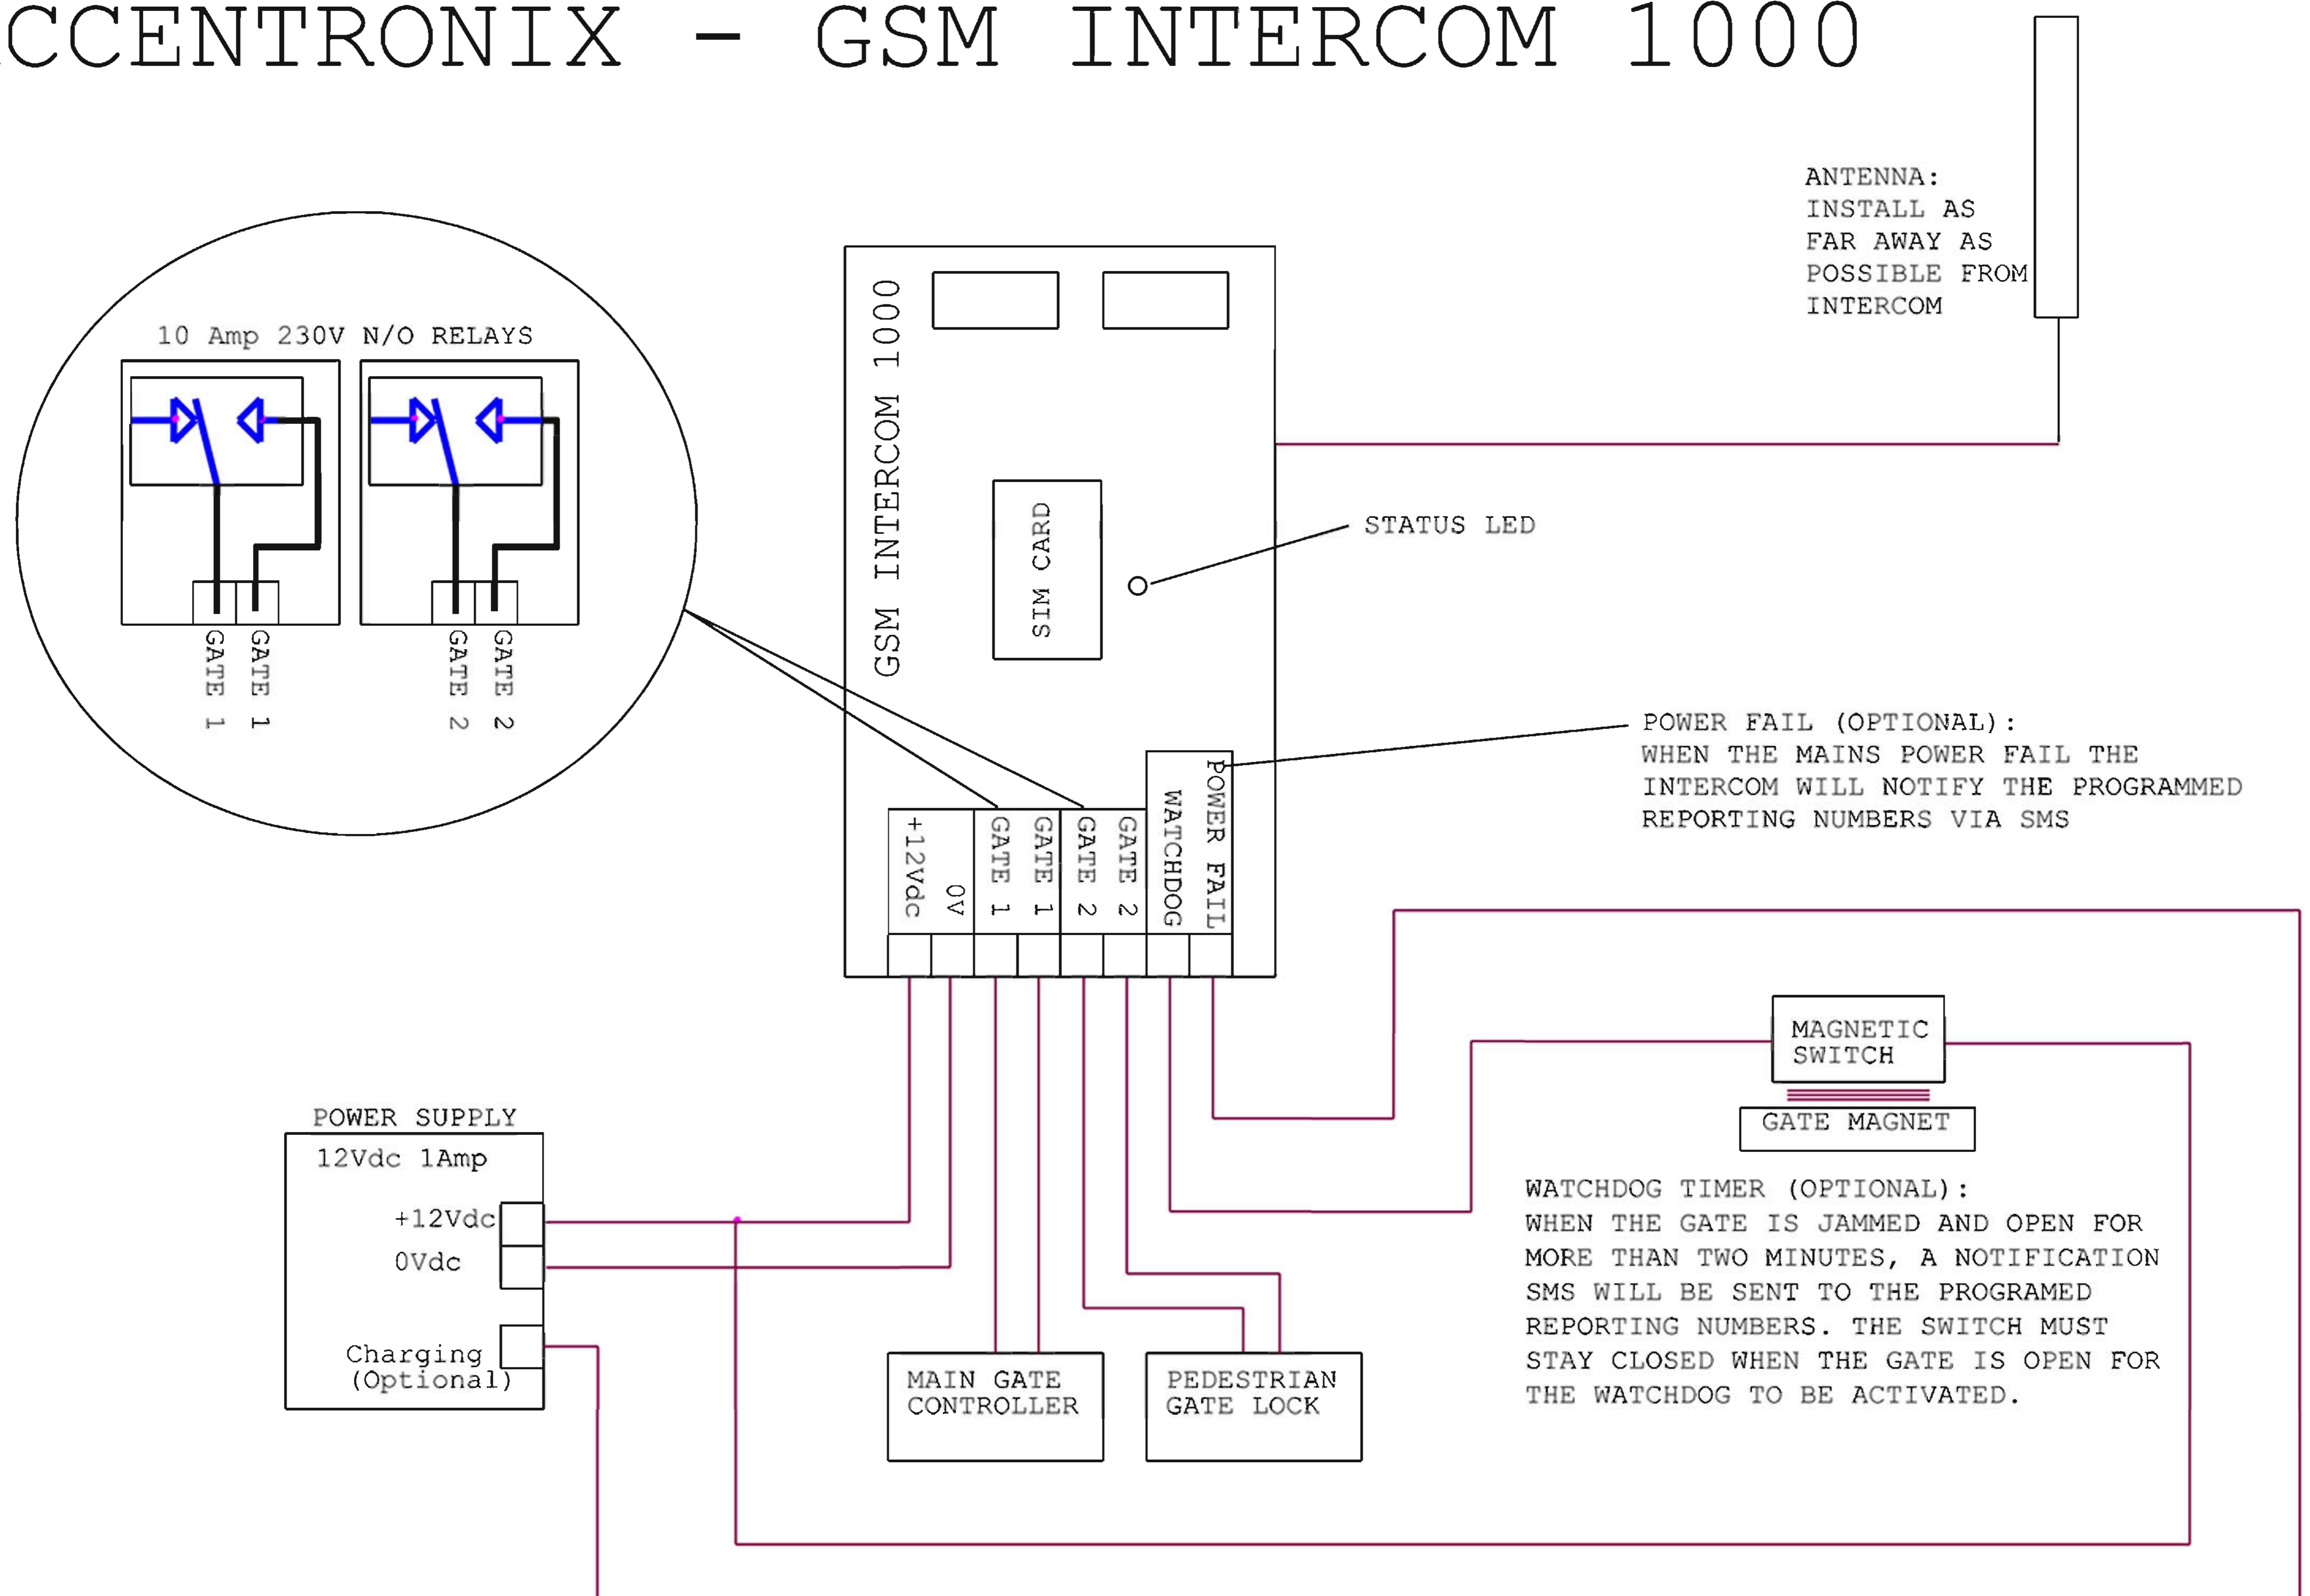 CCENTRONIX - GSM INTERCOM 1000
ANTENNA:
INSTALL AS
FAR AWAY AS
POSSIBLE FROM
INTERCOM
10 Amp 230V N/O RELAYS
GATE 1
GATE 1
GATE 2
GATE 2
GSM INTERCOM 1000
SIM CARD
STATUS LED
POWER FAIL (OPTIONAL):
WHEN THE MAINS POWER FAIL THE
INTERCOM WILL NOTIFY THE PROGRAMMED
REPORTING NUMBERS VIA SMS
+12Vdc
0V
GATE 1
GATE 1
GATE 2
GATE 2
WATCHDOG
POWER FAIL
MAGNETIC
SWITCH
GATE MAGNET
POWER SUPPLY
12Vdc 1Amp
+12Vdc
0Vdc
Charging
(Optional)
MAIN GATE
CONTROLLER
PEDESTRIAN
GATE LOCK
WATCHDOG TIMER (OPTIONAL):
WHEN THE GATE IS JAMMED AND OPEN FOR
MORE THAN TWO MINUTES, A NOTIFICATION
SMS WILL BE SENT TO THE PROGRAMED
REPORTING NUMBERS. THE SWITCH MUST
STAY CLOSED WHEN THE GATE IS OPEN FOR
THE WATCHDOG TO BE ACTIVATED.